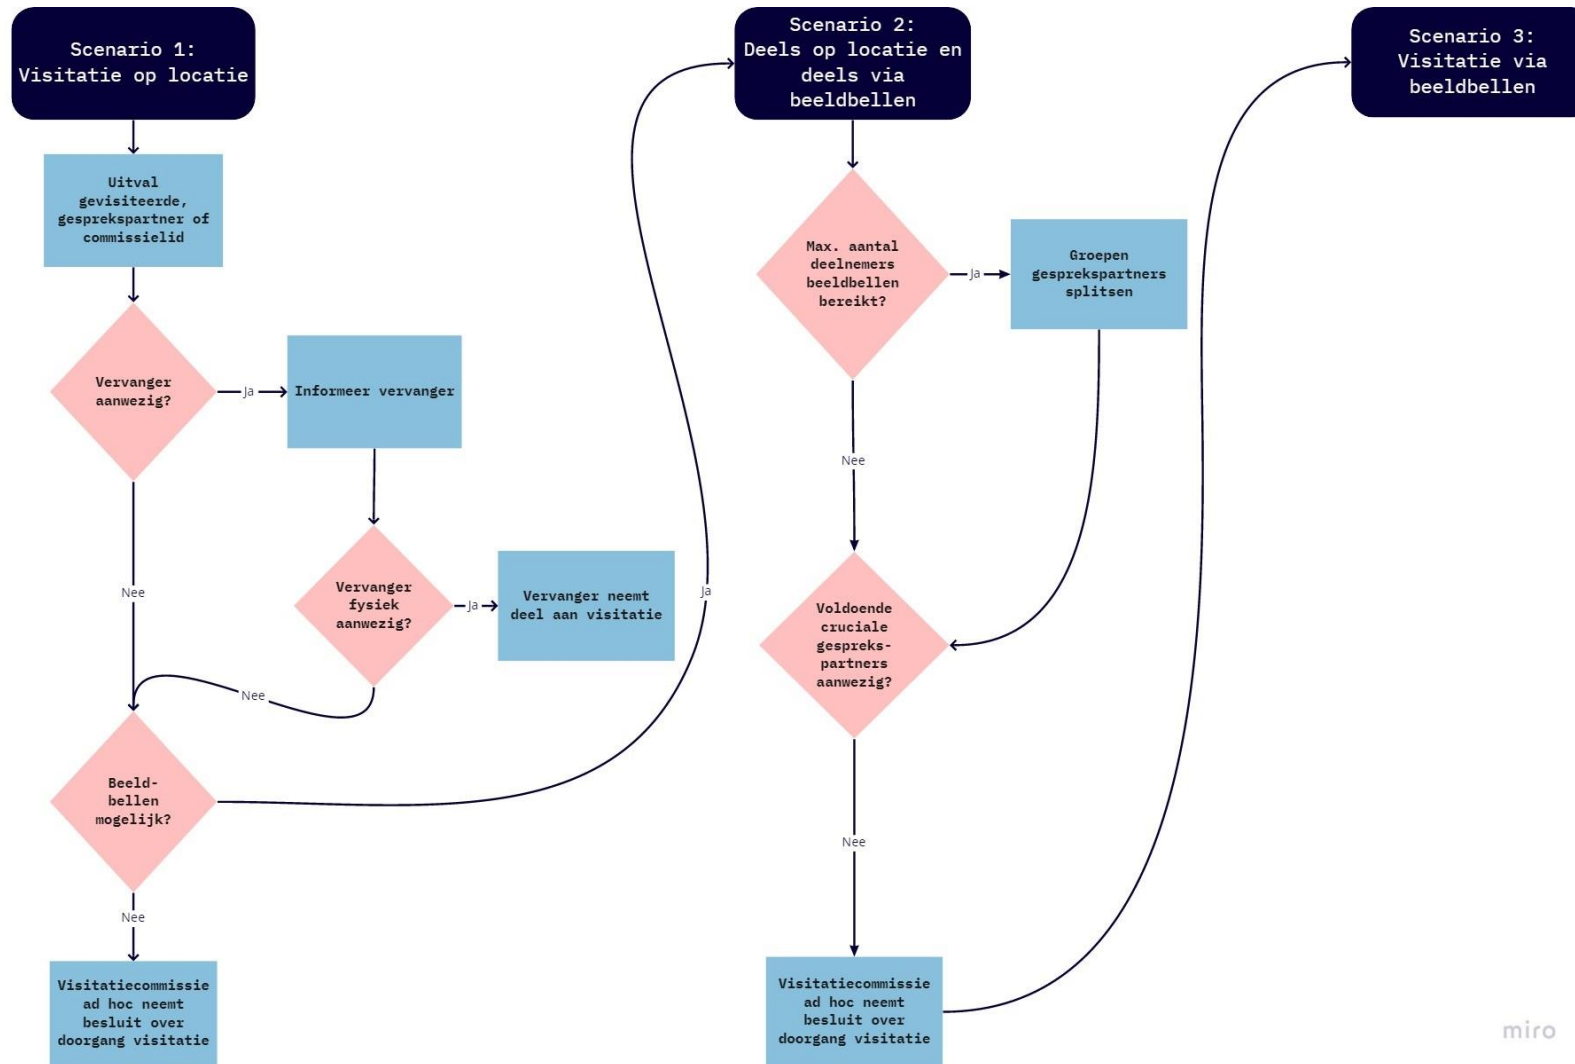 Scenario 1:
Visitatie op locatie
Uitval
gevisiteerde,
gesprekspartner of
commissielid
Vervanger
aanwezig?
Ja
Informeer vervanger
Nee
Vervanger
fysiek
aanwezig?
Ja
Vervanger neemt
deel aan visitatie
Nee
Beeld-
bellen
mogelijk?
Ja
Nee
Visitatiecommissie
ad hoc neemt
besluit over
doorgang visitatie
Scenario 2:
Deels op locatie en
deels via
beeldbellen
Max. aantal
deelnemers
beeldbellen
bereikt?
Ja
Groepen
gesprekspartners
splitsen
Nee
Voldoende
cruciale
gespreks-
partners
aanwezig?
Nee
Visitatiecommissie
ad hoc neemt
besluit over
doorgang visitatie
Scenario 3:
Visitatie via
beeldbellen
miro